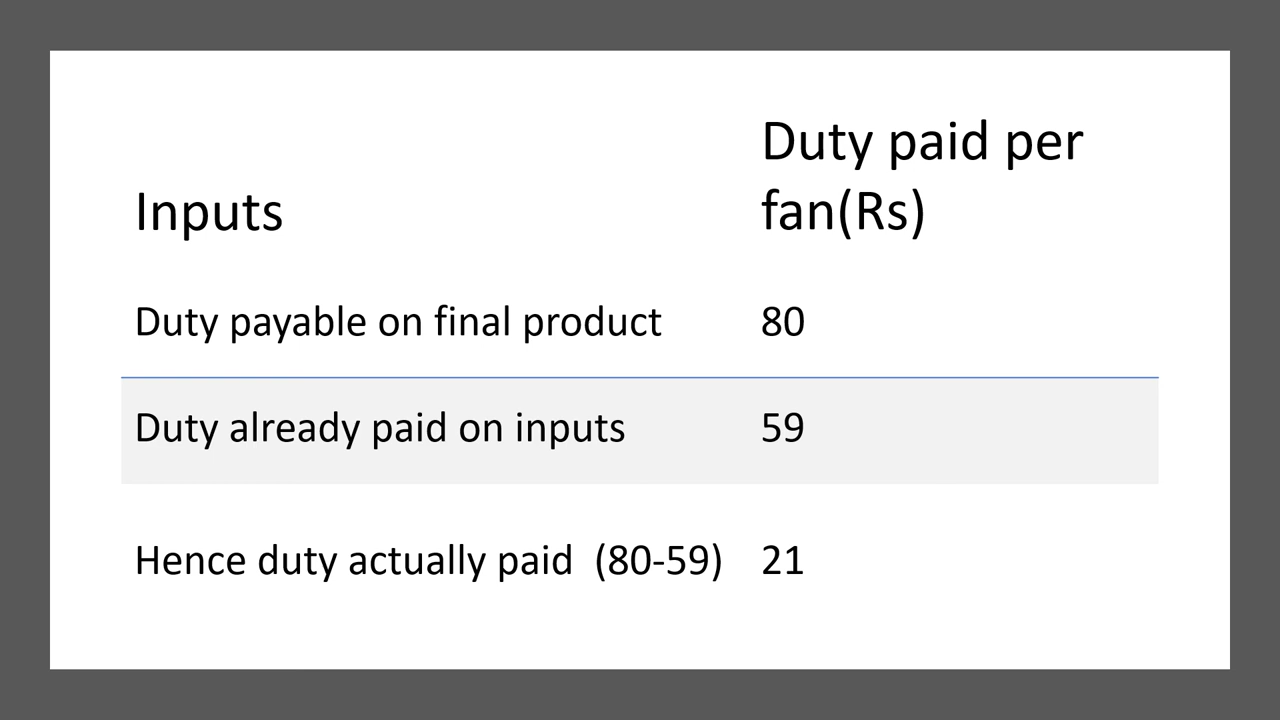 Inputs
Duty paid per
fan(Rs)
Duty payable on final product 80
Duty already paid on inputs 59
Hence duty actually paid  (80-59) 21